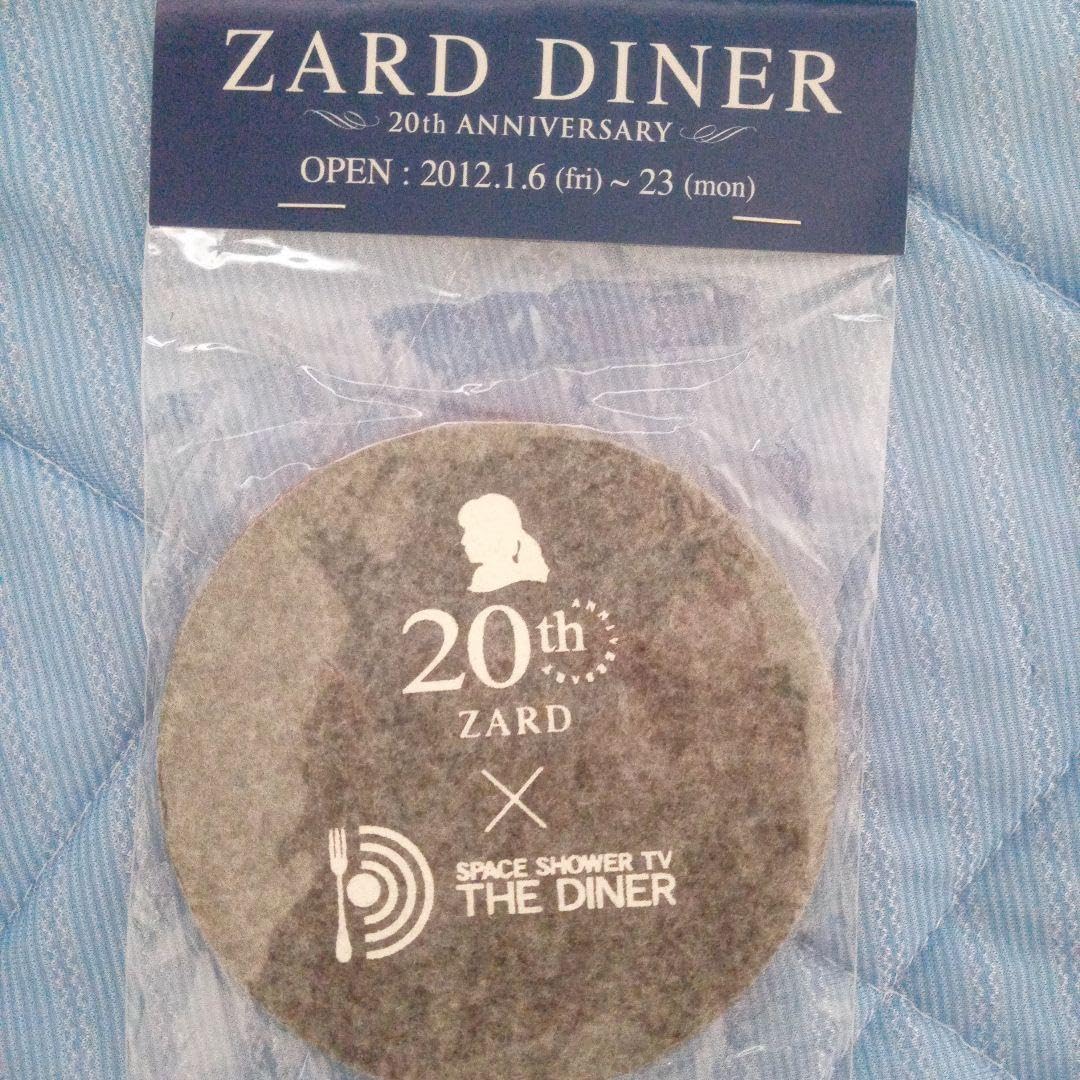 ZARD DINER
20th ANNIVERSARY
OPEN : 2012.1.6 (fri) ~ 23 (mon)
20th ANNIVERSARY
ZARD
×
SPACE SHOWER TV
THE DINER